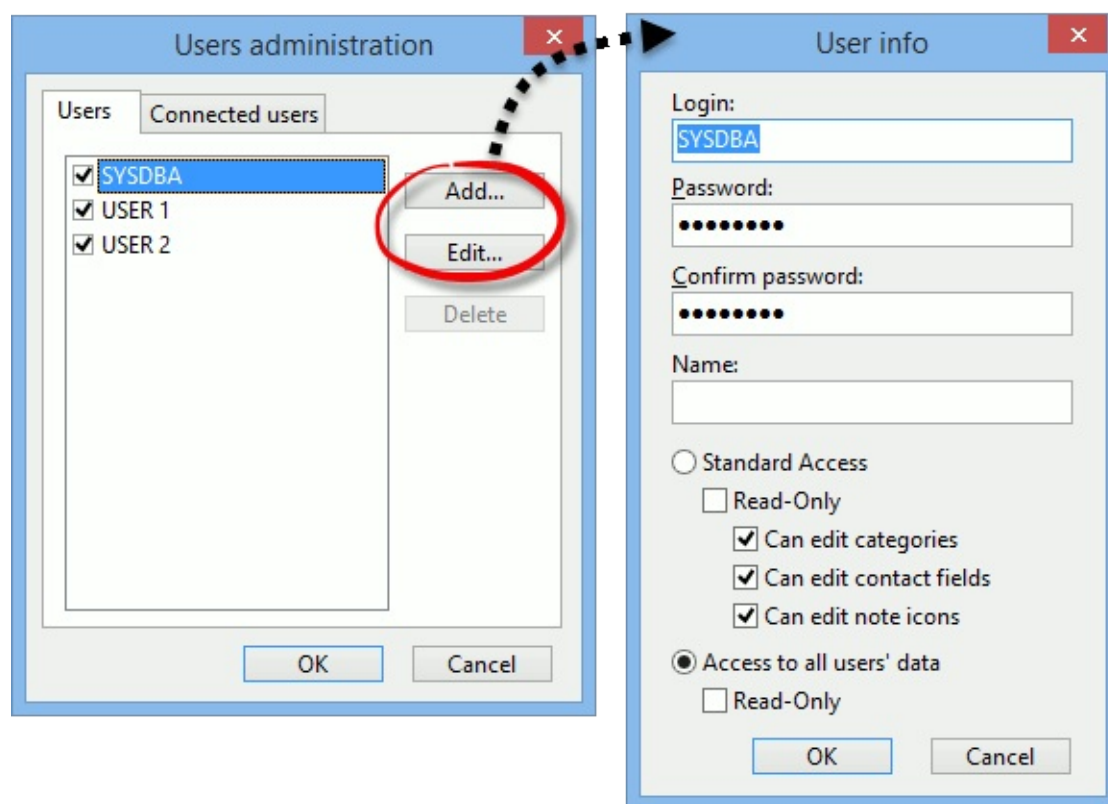 Users administration
Users
Connected users
SYSDBA
USER 1
USER 2
Add...
Edit...
Delete
OK
Cancel
User info
Login:
SYSDBA
Password:
••••••••
Confirm password:
••••••••
Name:
Standard Access
Read-Only
Can edit categories
Can edit contact fields
Can edit note icons
Access to all users' data
Read-Only
OK
Cancel